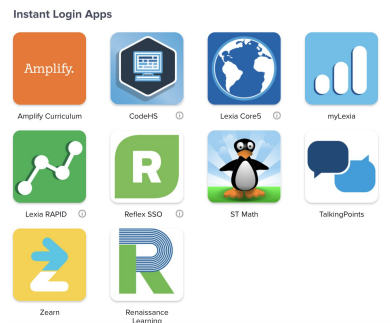 Instant Login Apps
Amplify.
Amplify Curriculum
CodeHS
Lexia Core5
myLexia
R
Lexia RAPID
Reflex SSO
ST Math
TalkingPoints
Zearn
Renaissance
Learning